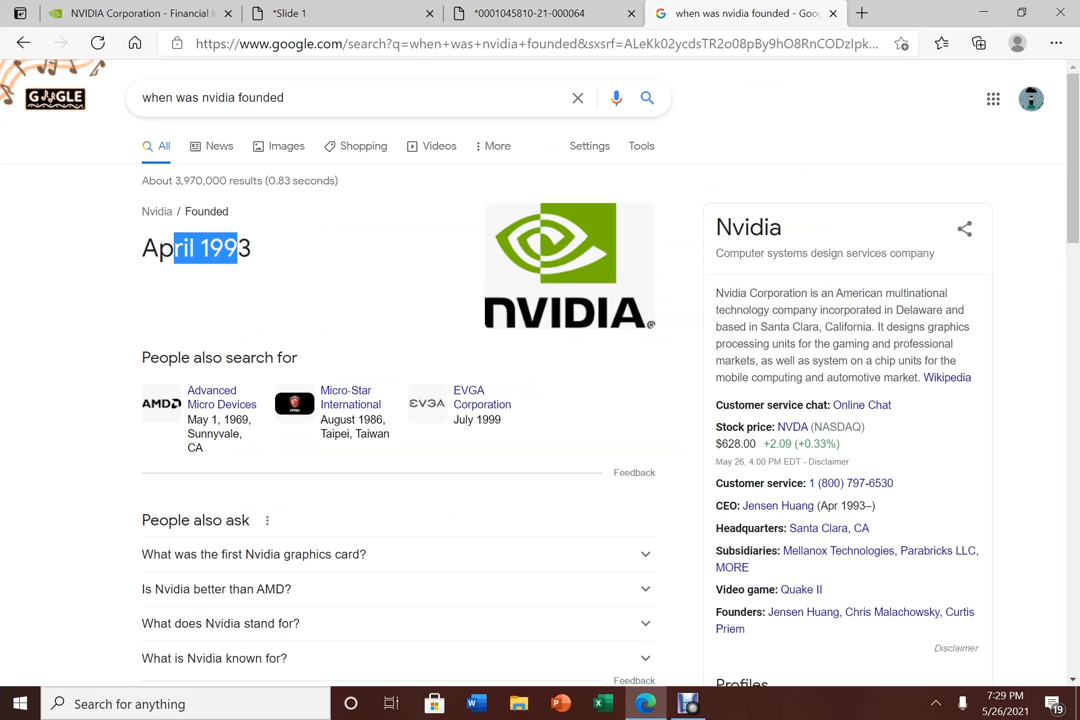 NVIDIA Corporation - Financial I
*Slide 1
*0001045810-21-000064
when was nvidia founded - Goog
https://www.google.com/search?q=when+was+nvidia+founded&sxsrf=ALeKk02ycdsTR2o08pBy9hO8RnCODzIpk...
GOOGLE
when was nvidia founded
All
News
Images
Shopping
Videos
More
Settings
Tools
About 3,970,000 results (0.83 seconds)
Nvidia / Founded
April 1993
NVIDIA.
People also search for
AMD
Advanced
Micro Devices
May 1, 1969,
Sunnyvale,
CA
Micro-Star
International
August 1986,
Taipei, Taiwan
EVGA
EVGA
Corporation
July 1999
Feedback
People also ask
What was the first Nvidia graphics card?
Is Nvidia better than AMD?
What does Nvidia stand for?
What is Nvidia known for?
Feedback
Nvidia
Computer systems design services company
Nvidia Corporation is an American multinational
technology company incorporated in Delaware and
based in Santa Clara, California. It designs graphics
processing units for the gaming and professional
markets, as well as system on a chip units for the
mobile computing and automotive market. Wikipedia
Customer service chat: Online Chat
Stock price: NVDA (NASDAQ)
$628.00 +2.09 (+0.33%)
May 26, 4:00 PM EDT - Disclaimer
Customer service: 1 (800) 797-6530
CEO: Jensen Huang (Apr 1993–)
Headquarters: Santa Clara, CA
Subsidiaries: Mellanox Technologies, Parabricks LLC,
MORE
Video game: Quake II
Founders: Jensen Huang, Chris Malachowsky, Curtis
Priem
Disclaimer
Profiles
Search for anything
7:29 PM
5/26/2021
19